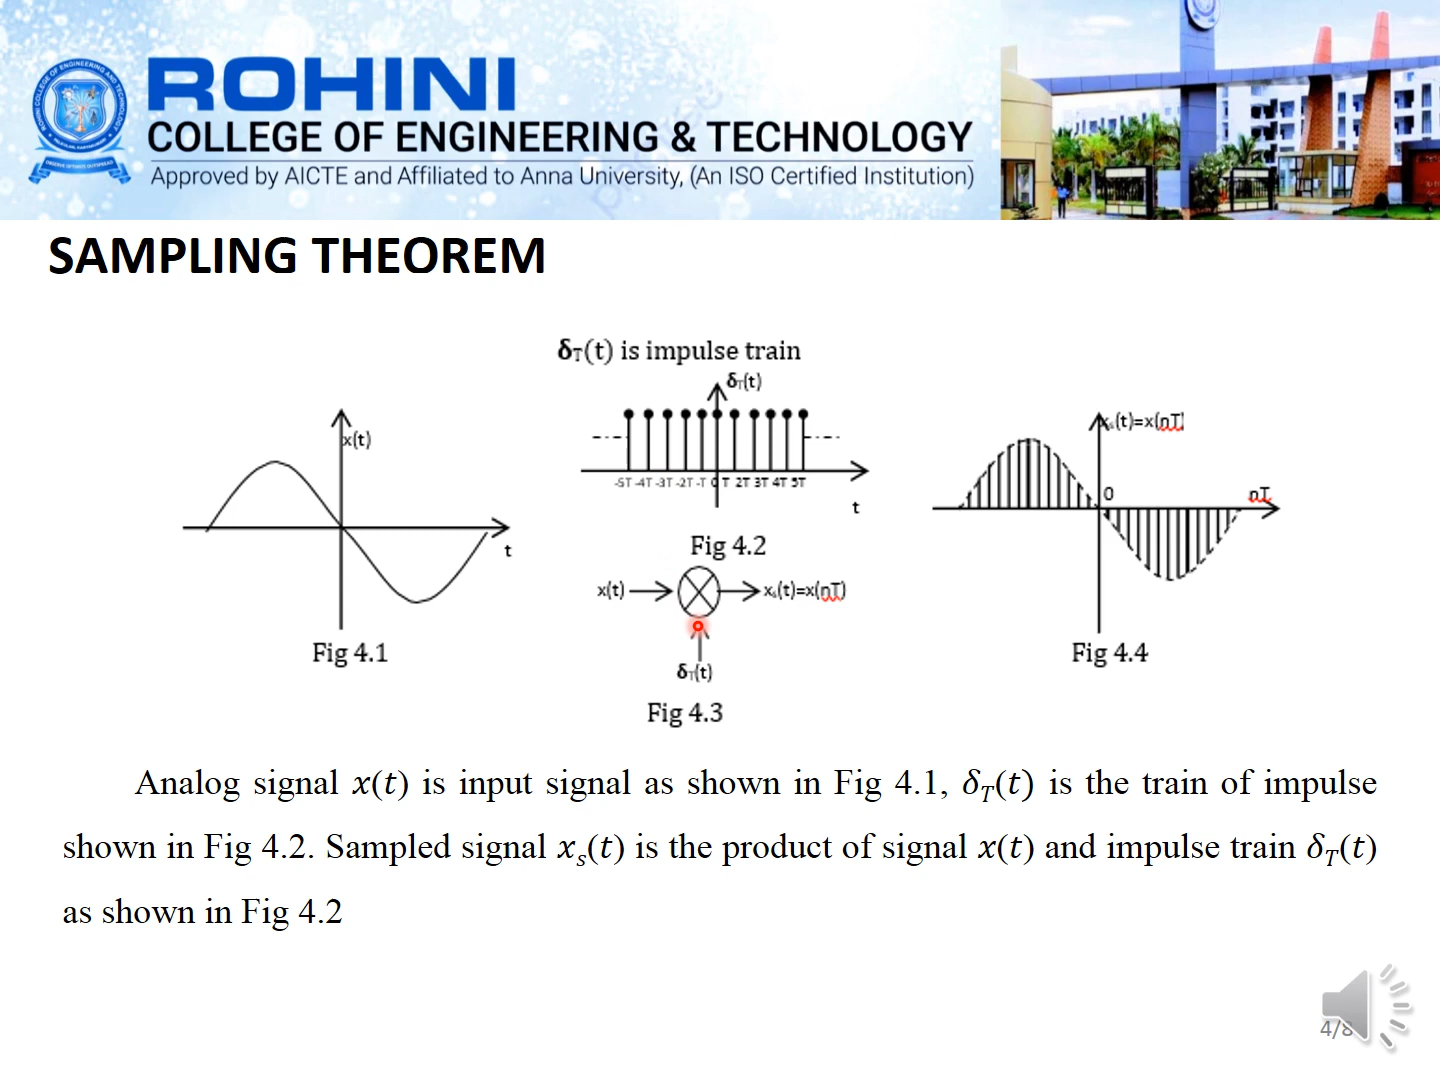 ROHINI
COLLEGE OF ENGINEERING & TECHNOLOGY
Approved by AICTE and Affiliated to Anna University, (An ISO Certified Institution)
SAMPLING THEOREM
δT(t) is impulse train
δT(t)
-5T -4T -3T -2T -T 0 T 2T 3T 4T 5T
t
Fig 4.2
x(t)
t
Fig 4.1
x(t)
xs(t)=x(nT)
δT(t)
Fig 4.3
xs(t)=x(nT)
0
nT
Fig 4.4
Analog signal x(t) is input signal as shown in Fig 4.1, δT(t) is the train of impulse
shown in Fig 4.2. Sampled signal xs(t) is the product of signal x(t) and impulse train δT(t)
as shown in Fig 4.2
4/8